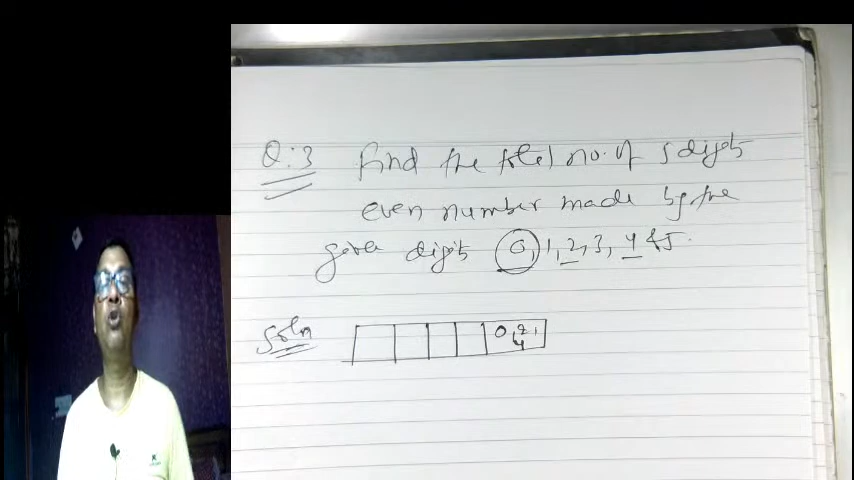 Q:3 Find the total no. of 5 digits
even number made by the
given digits 0, 1, 2, 3, 4 & 5.
Soln
0, 2,
4